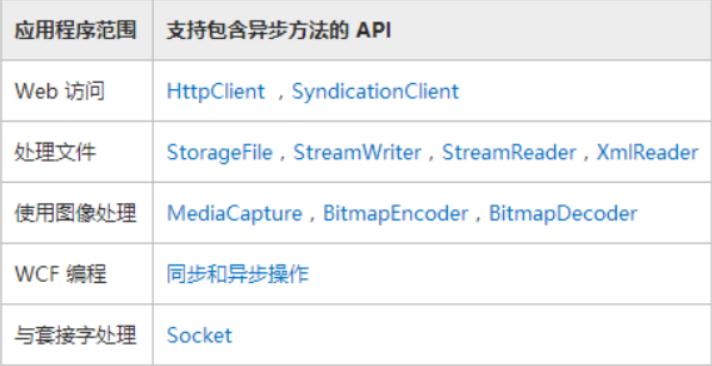 应用程序范围 支持包含异步方法的 API
Web 访问 HttpClient ，SyndicationClient
处理文件 StorageFile，StreamWriter，StreamReader，XmlReader
使用图像处理 MediaCapture，BitmapEncoder，BitmapDecoder
WCF 编程 同步和异步操作
与套接字处理 Socket